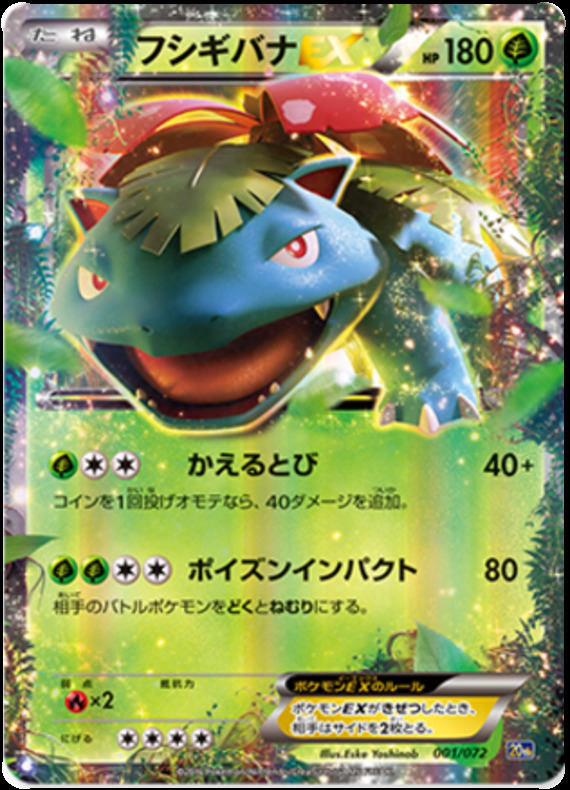 たね フシギバナEX HP180
かえるとび 40+
コインを1回投げオモテなら、40ダメージを追加。
ポイズンインパクト 80
相手のバトルポケモンをどくとねむりにする。
弱点 抵抗力
×2
ポケモンEXのルール
ポケモンEXがきぜつしたとき、
相手はサイドを2枚とる。
にげる
Illus.Eske Yoshinob 001/072